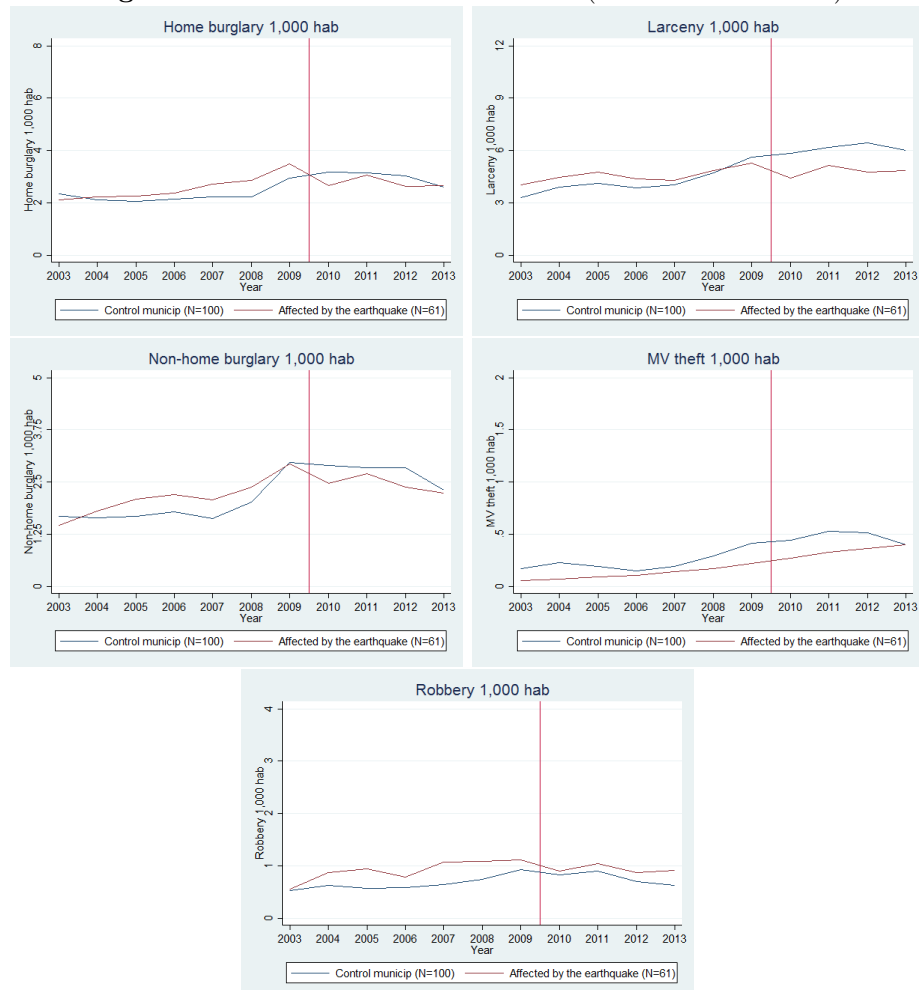 Home burglary 1,000 hab
Home burglary 1,000 hab
0 2 4 6 8
2003 2004 2005 2006 2007 2008 2009 2010 2011 2012 2013
Year
Control municip (N=100) Affected by the earthquake (N=61)
Larceny 1,000 hab
Larceny 1,000 hab
0 3 6 9 12
2003 2004 2005 2006 2007 2008 2009 2010 2011 2012 2013
Year
Control municip (N=100) Affected by the earthquake (N=61)
Non-home burglary 1,000 hab
Non-home burglary 1,000 hab
0 1.25 2.5 3.75 5
2003 2004 2005 2006 2007 2008 2009 2010 2011 2012 2013
Year
Control municip (N=100) Affected by the earthquake (N=61)
MV theft 1,000 hab
MV theft 1,000 hab
0 .5 1 1.5 2
2003 2004 2005 2006 2007 2008 2009 2010 2011 2012 2013
Year
Control municip (N=100) Affected by the earthquake (N=61)
Robbery 1,000 hab
Robbery 1,000 hab
0 1 2 3 4
2003 2004 2005 2006 2007 2008 2009 2010 2011 2012 2013
Year
Control municip (N=100) Affected by the earthquake (N=61)